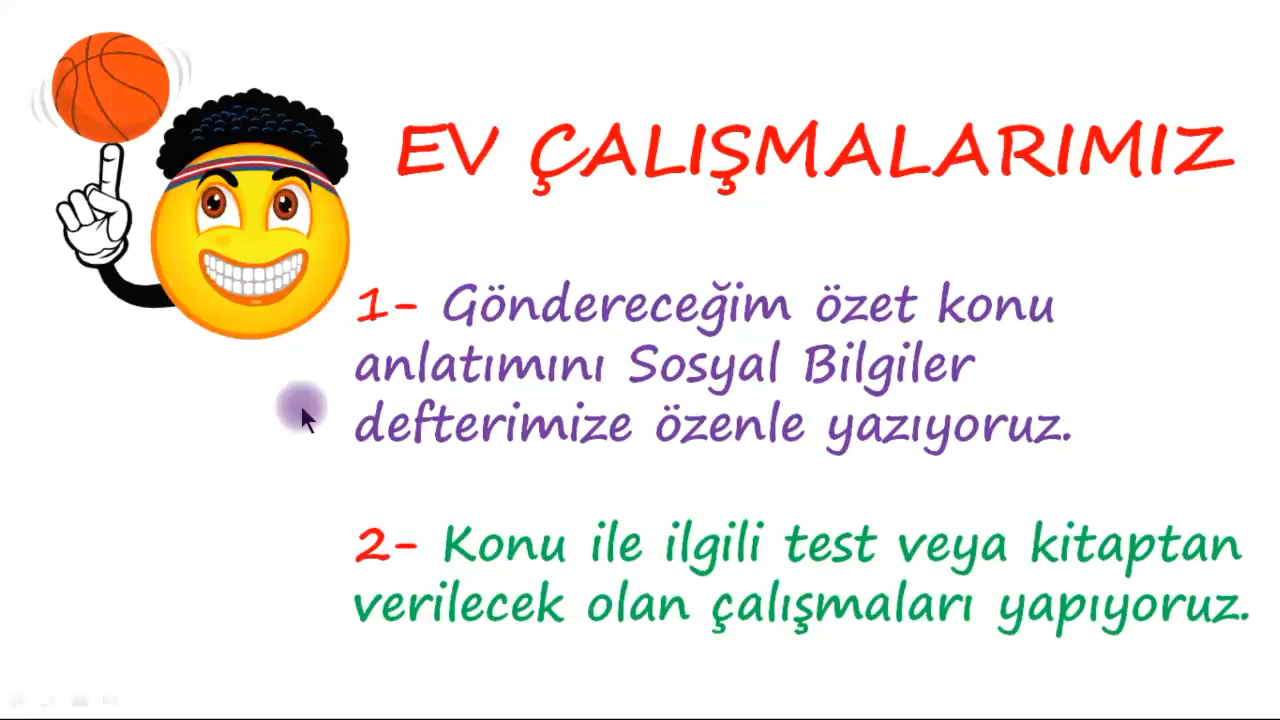 EV ÇALIŞMALARIMIZ
1- Göndereceğim özet konu
anlatımını Sosyal Bilgiler
defterimize özenle yazıyoruz.
2- Konu ile ilgili test veya kitaptan
verilecek olan çalışmaları yapıyoruz.